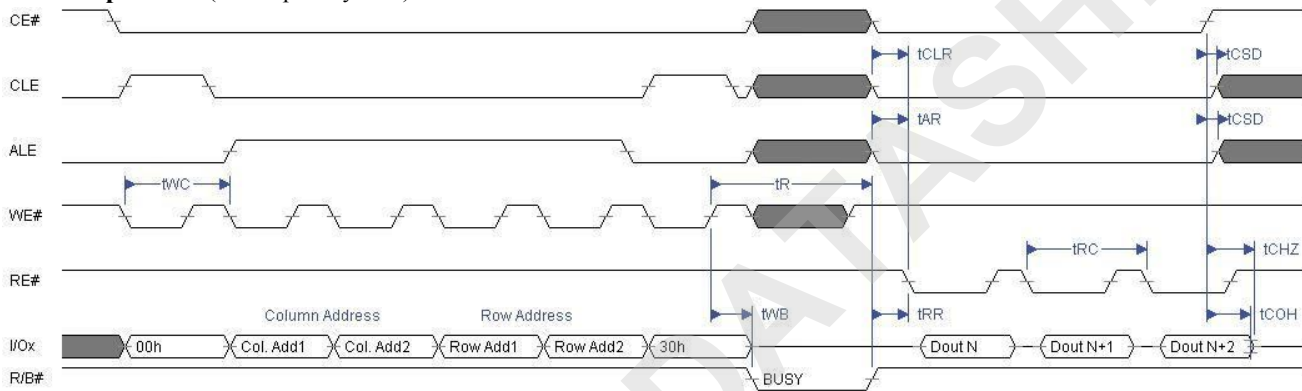 CE#
tCLR
tCSD
CLE
tAR
tCSD
ALE
tWC
tR
WE#
tRC
tCHZ
RE#
Column Address
Row Address
tWB
tRR
tCOH
I/Ox
00h
Col. Add1
Col. Add2
Row Add1
Row Add2
30h
Dout N
Dout N+1
Dout N+2
R/B#
BUSY